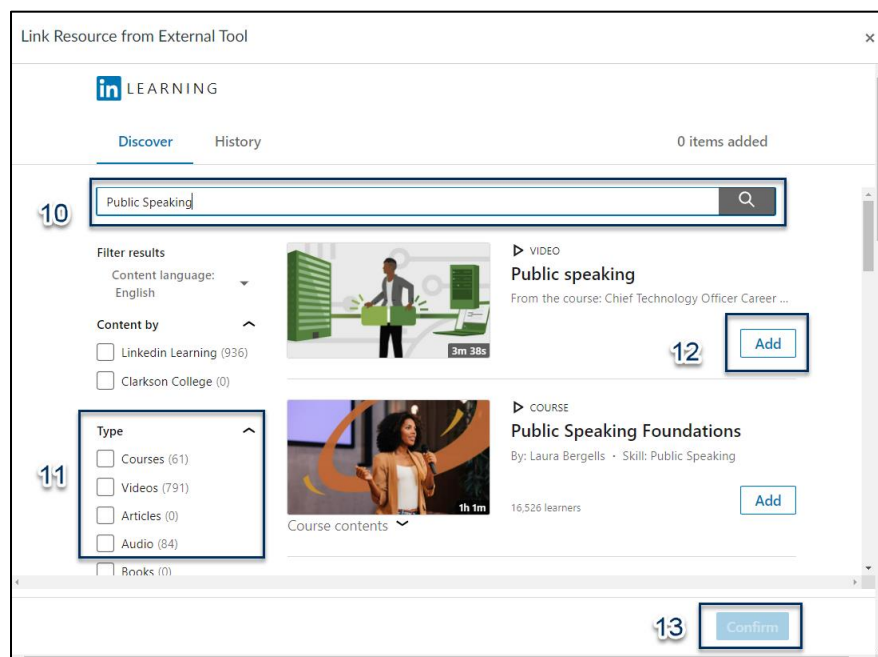 Link Resource from External Tool
×
in LEARNING
Discover History 0 items added
10
Public Speaking
Filter results
Content language:
English
Content by
Linkedin Learning (936)
Clarkson College (0)
11
Type
Courses (61)
Videos (791)
Articles (0)
Audio (84)
Books (0)
3m 38s
VIDEO
Public speaking
From the course: Chief Technology Officer Career ...
12
Add
1h 1m
Course contents
COURSE
Public Speaking Foundations
By: Laura Bergells • Skill: Public Speaking
16,526 learners
Add
13
Confirm